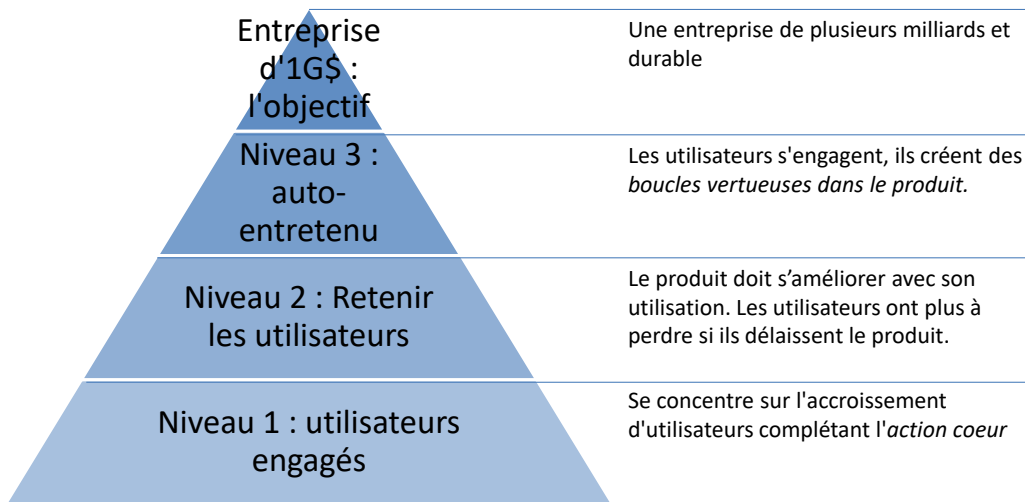 Entreprise
d'1G$ :
l'objectif
Une entreprise de plusieurs milliards et
durable
Niveau 3 :
auto-
entretenu
Les utilisateurs s'engagent, ils créent des
boucles vertueuses dans le produit.
Niveau 2 : Retenir
les utilisateurs
Le produit doit s’améliorer avec son
utilisation. Les utilisateurs ont plus à
perdre si ils délaissent le produit.
Niveau 1 : utilisateurs
engagés
Se concentre sur l'accroissement
d'utilisateurs complétant l'action coeur